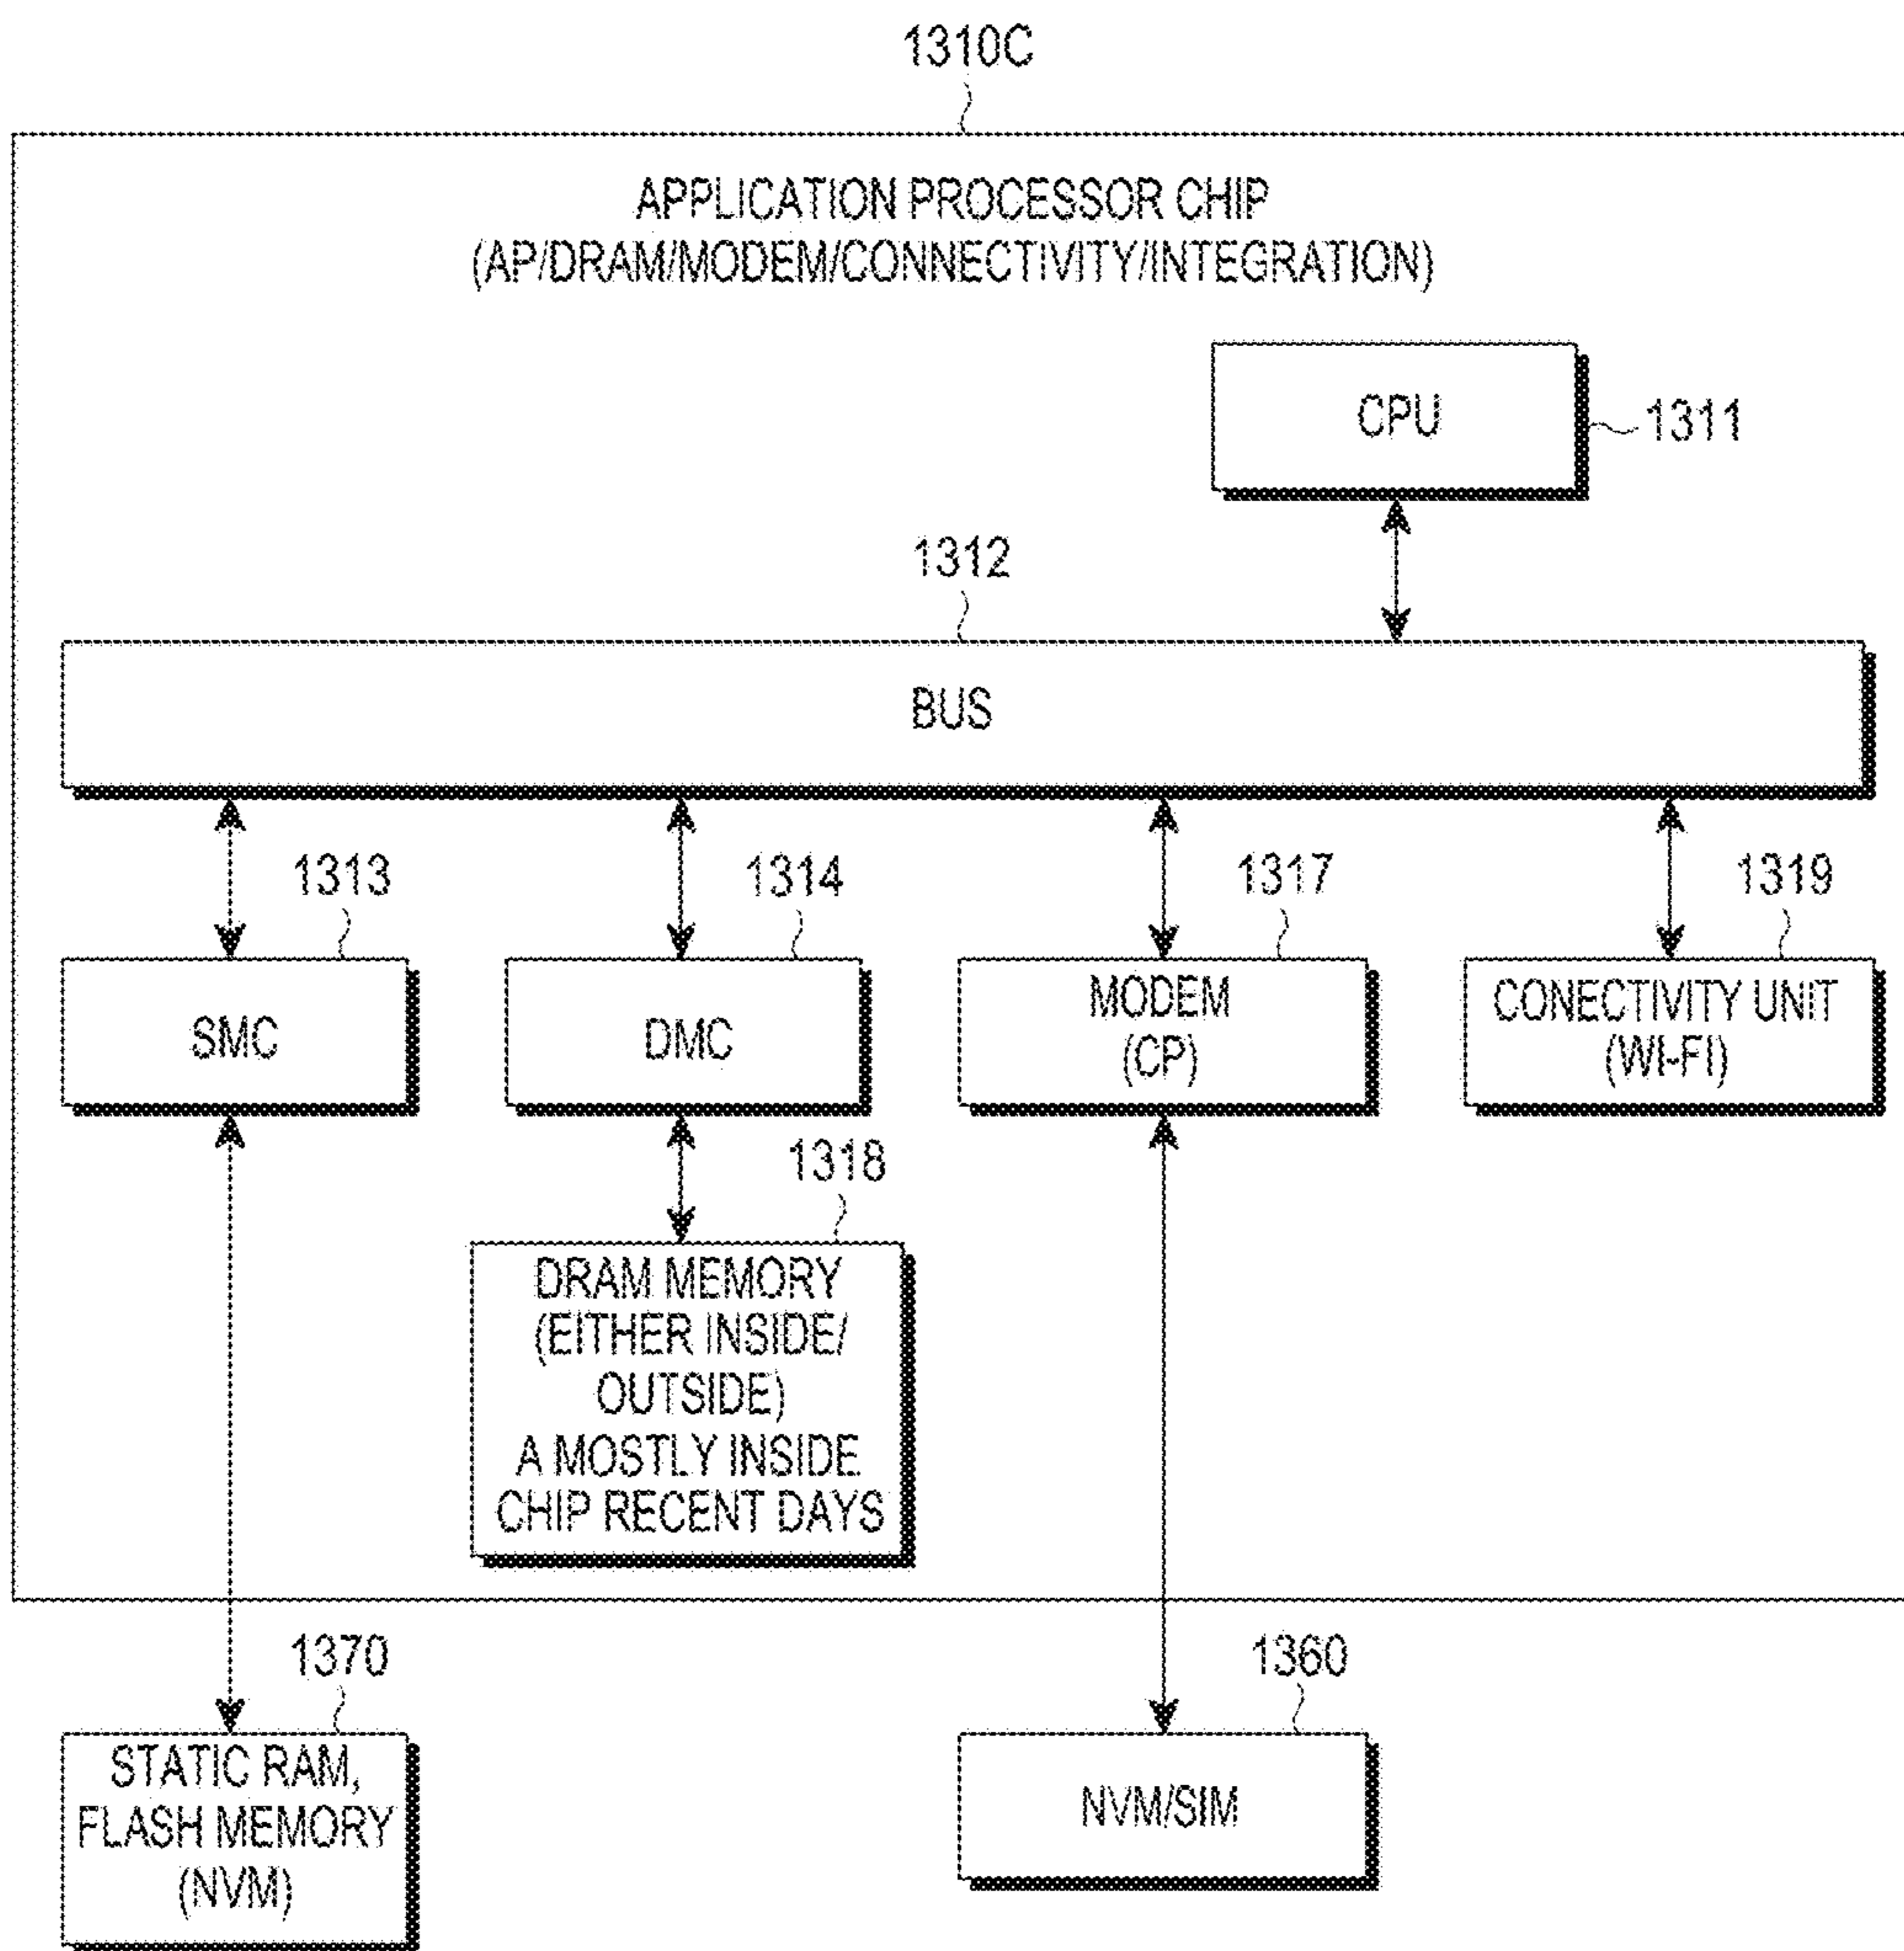 1310C
APPLICATION PROCESSOR CHIP
(AP/DRAM/MODEM/CONNECTIVITY/INTEGRATION)
CPU
1311
1312
BUS
1313
1314
1317
1319
SMC
DMC
MODEM
(CP)
CONECTIVITY UNIT
(WI-FI)
1318
DRAM MEMORY
(EITHER INSIDE/
OUTSIDE)
A MOSTLY INSIDE
CHIP RECENT DAYS
1370
1360
STATIC RAM,
FLASH MEMORY
(NVM)
NVM/SIM